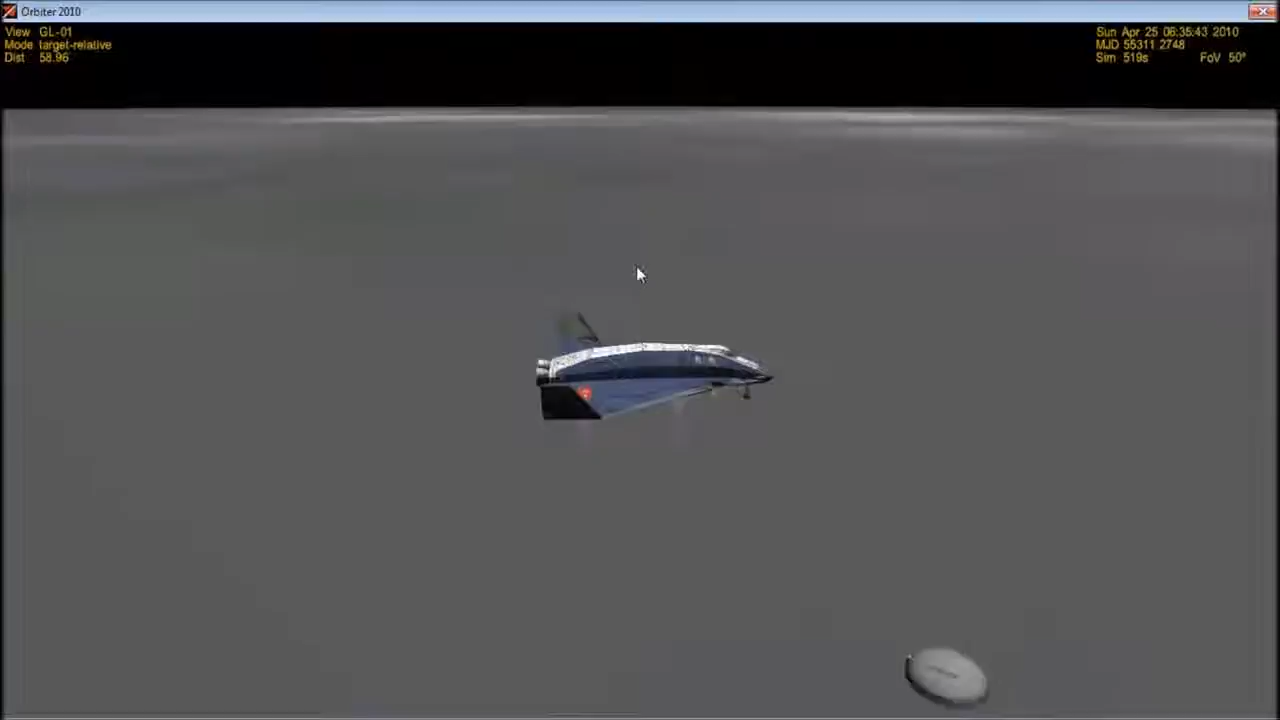 Orbiter 2010
View GL-01
Mode target-relative
Dist 58.96
Sun Apr 25 06:35:43 2010
MJD 55311.2748
Sim 519s FoV 50°